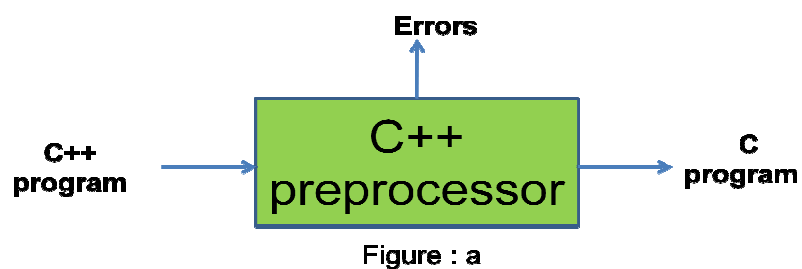 Errors
C++
program
C++
preprocessor
C
program
Figure : a